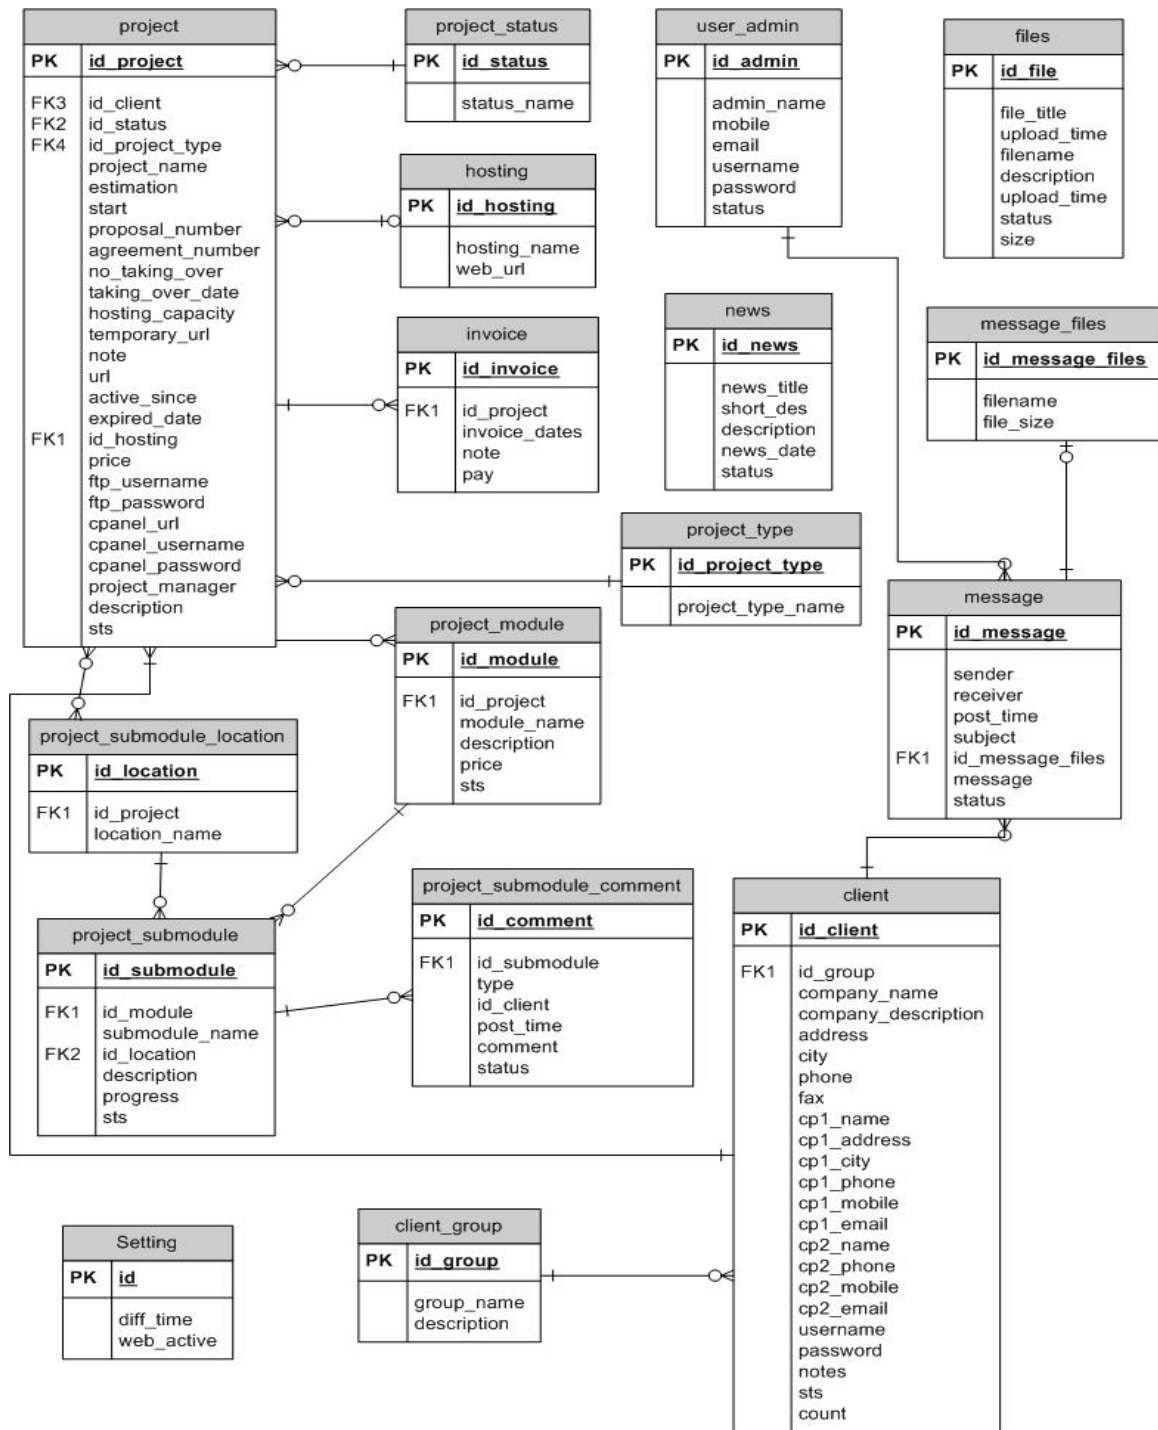 project
PK id_project
FK3 id_client
FK2 id_status
FK4 id_project_type
project_name
estimation
start
proposal_number
agreement_number
no_taking_over
taking_over_date
hosting_capacity
temporary_url
note
url
active_since
expired_date
FK1 id_hosting
price
ftp_username
ftp_password
cpanel_url
cpanel_username
cpanel_password
project_manager
description
sts
project_status
PK id_status
status_name
hosting
PK id_hosting
hosting_name
web_url
invoice
PK id_invoice
FK1 id_project
invoice_dates
note
pay
user_admin
PK id_admin
admin_name
mobile
email
username
password
status
files
PK id_file
file_title
upload_time
filename
description
upload_time
status
size
news
PK id_news
news_title
short_des
description
news_date
status
message_files
PK id_message_files
filename
file_size
project_type
PK id_project_type
project_type_name
project_module
PK id_module
FK1 id_project
module_name
description
price
sts
message
PK id_message
sender
receiver
post_time
subject
FK1 id_message_files
message
status
project_submodule_location
PK id_location
FK1 id_project
location_name
project_submodule
PK id_submodule
FK1 id_module
submodule_name
FK2 id_location
description
progress
sts
project_submodule_comment
PK id_comment
FK1 id_submodule
type
id_client
post_time
comment
status
client
PK id_client
FK1 id_group
company_name
company_description
address
city
phone
fax
cp1_name
cp1_address
cp1_city
cp1_phone
cp1_mobile
cp1_email
cp2_name
cp2_phone
cp2_mobile
cp2_email
username
password
notes
sts
count
Setting
PK id
diff_time
web_active
client_group
PK id_group
group_name
description